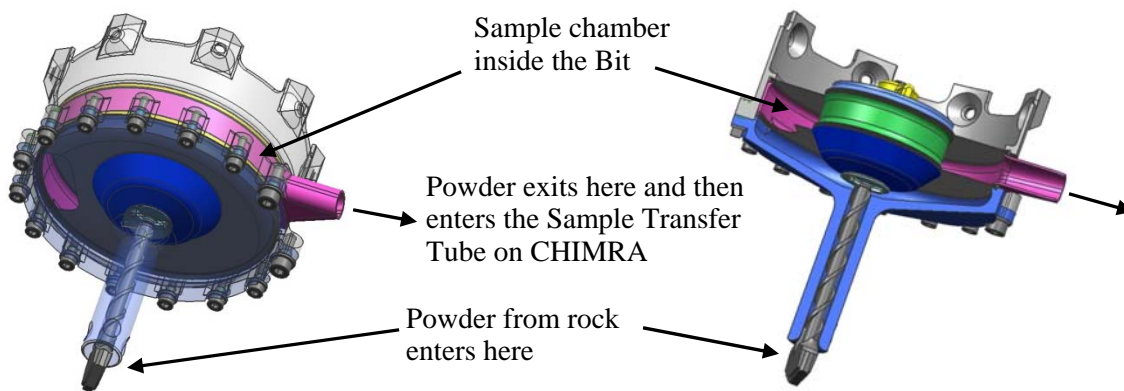 Sample chamber
inside the Bit
Powder exits here and then
enters the Sample Transfer
Tube on CHIMRA
Powder from rock
enters here